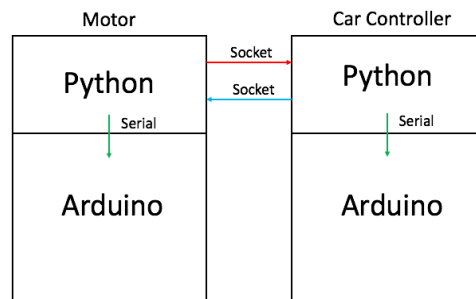 Motor
Car Controller
Socket
Python
Python
Socket
Serial
Serial
Arduino
Arduino